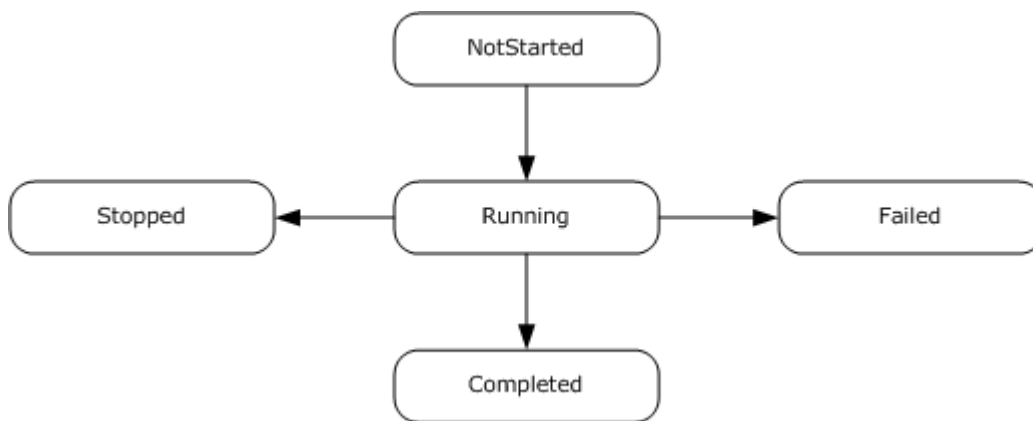 NotStarted
Stopped
Running
Failed
Completed